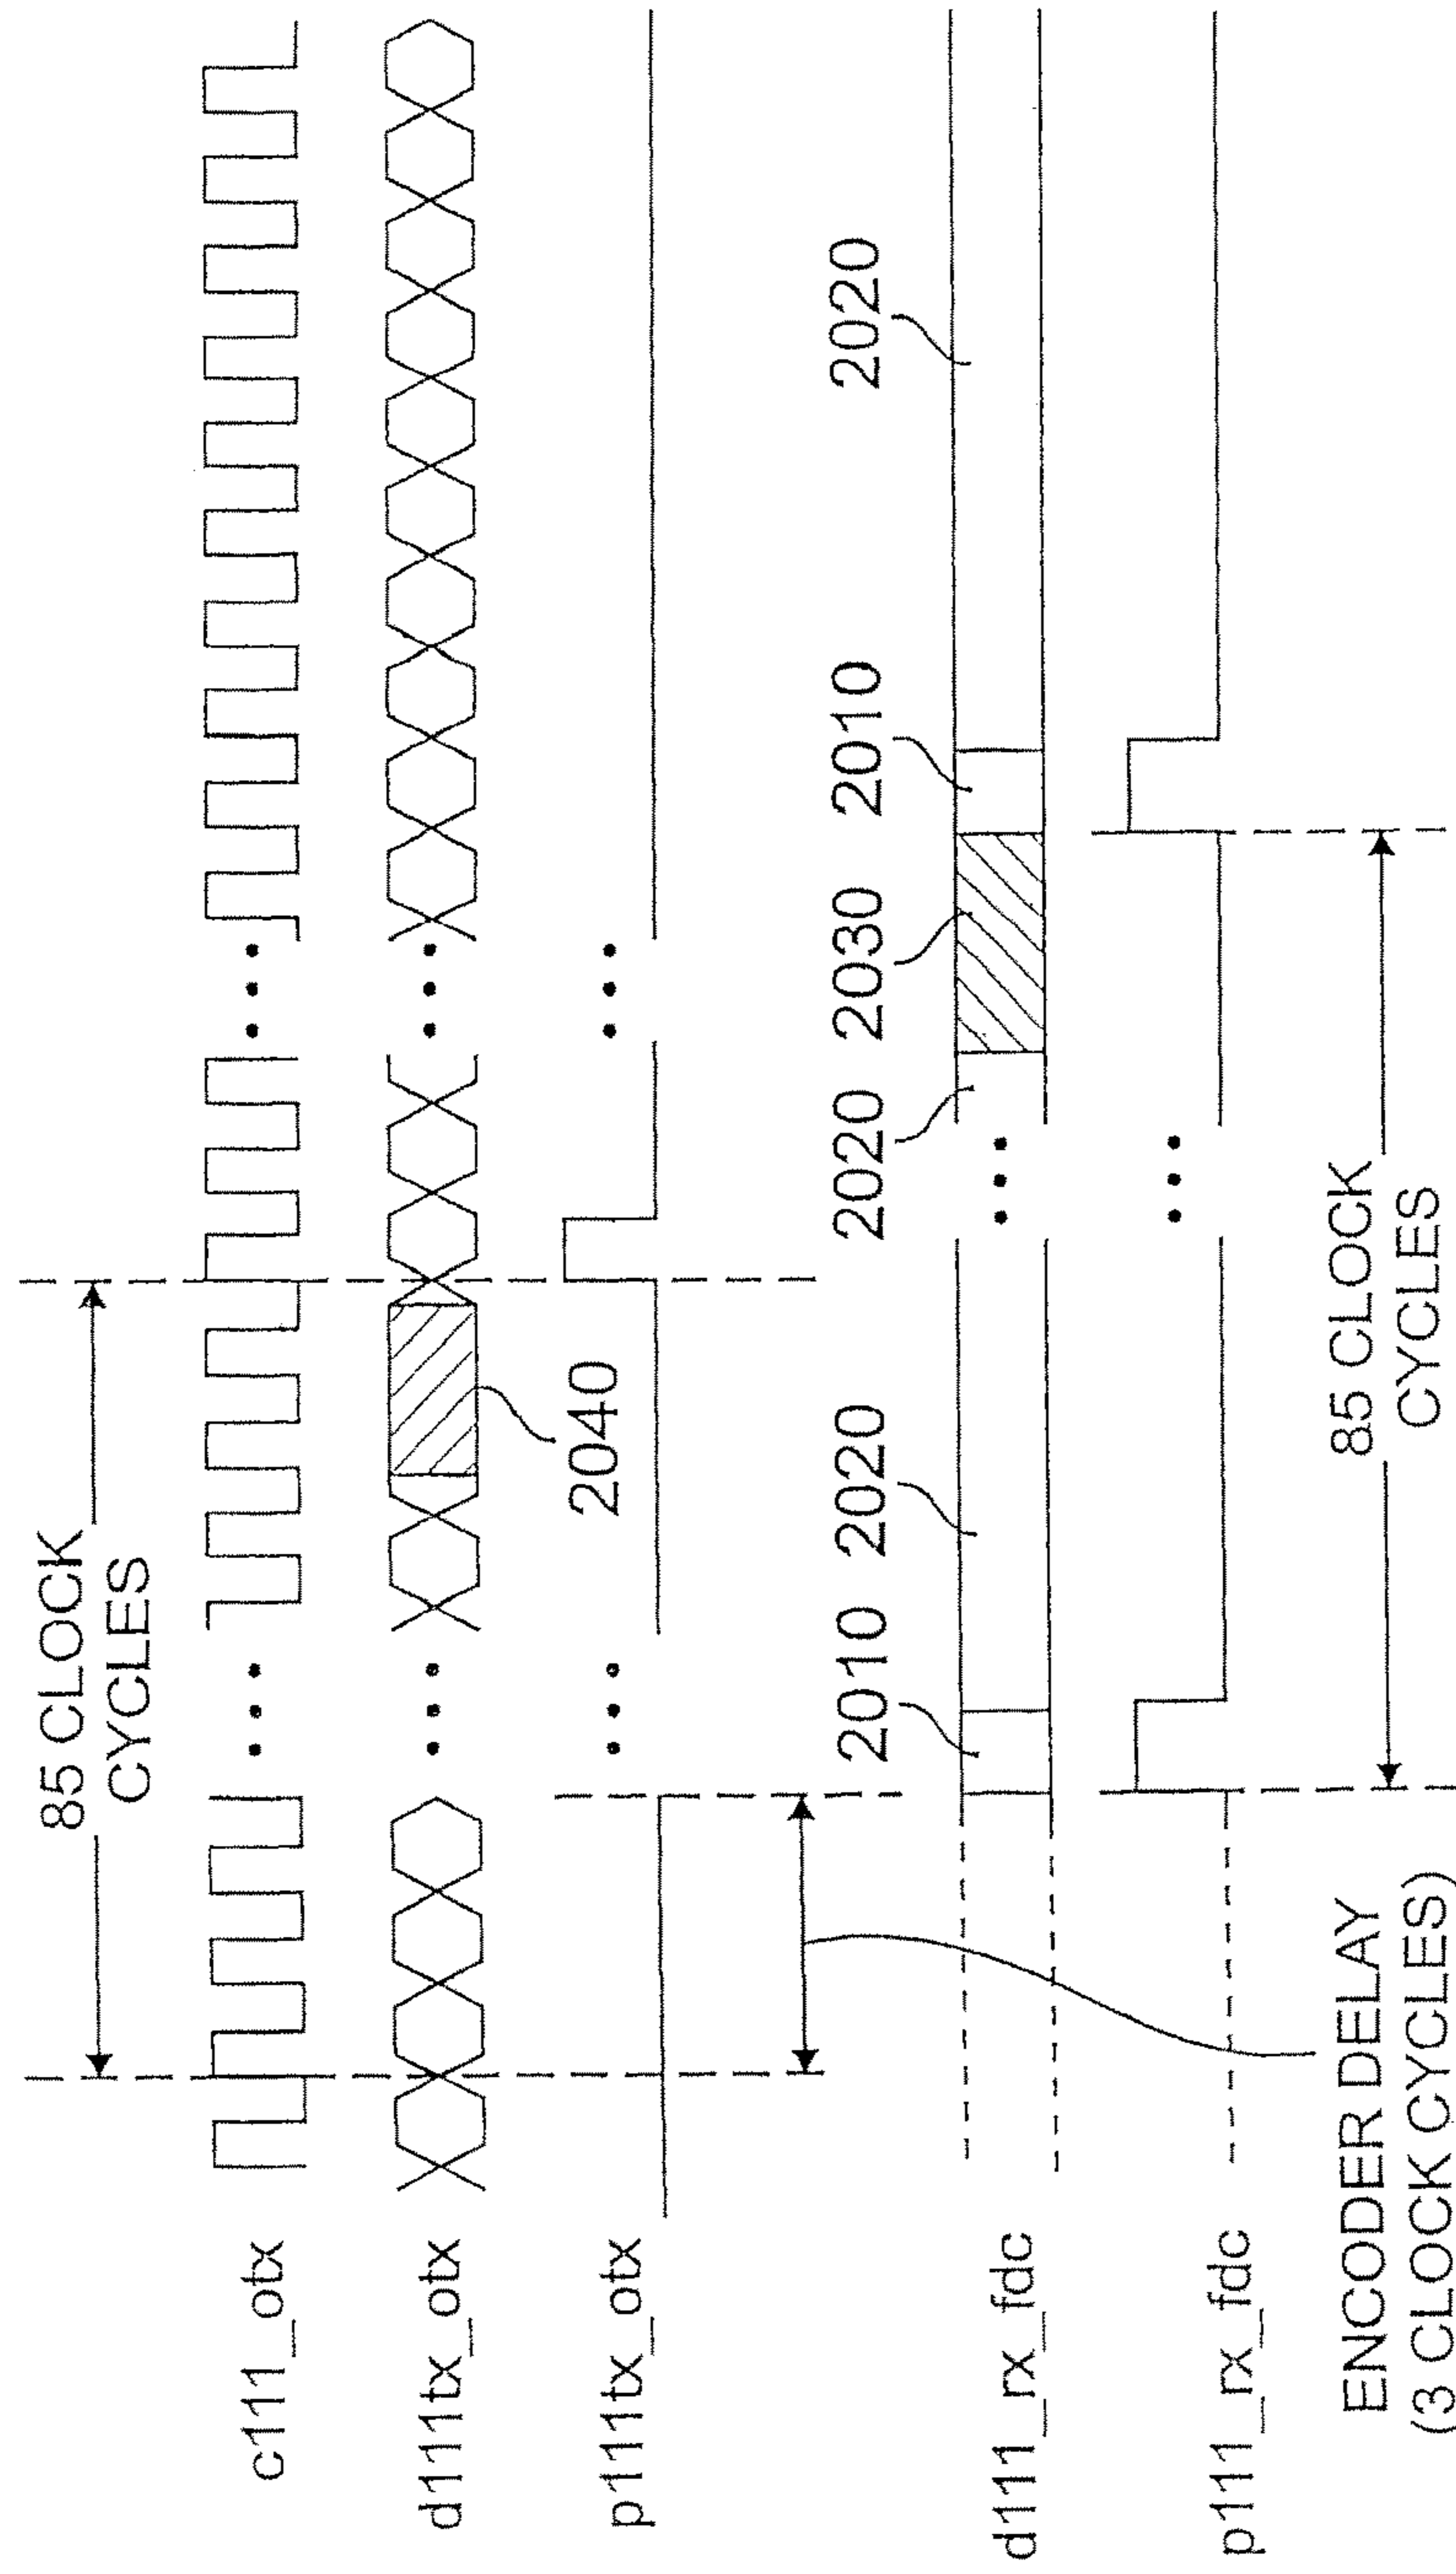 85 CLOCK
CYCLES
c111_otx
d111tx_otx
2040
p111tx_otx
2010 2020 2020 2030 2010 2020
d111_rx_fdc
p111_rx_fdc
85 CLOCK
CYCLES
ENCODER DELAY
(3 CLOCK CYCLES)